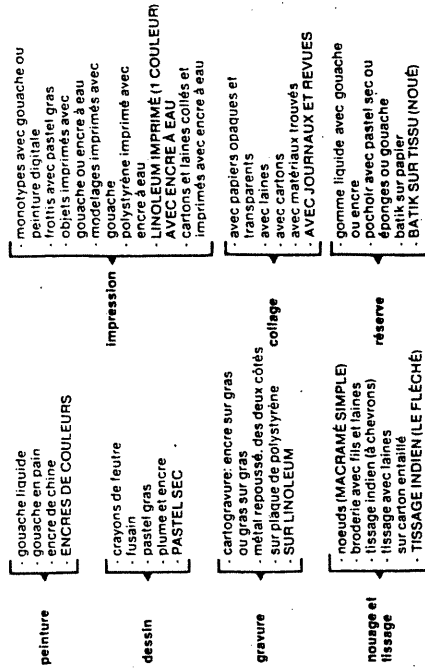 peinture
- gouache liquide
- gouache en pain
- encre de chine
- ENCRES DE COULEURS
dessin
- crayons de feutre
- fusain
- pastel gras
- plume et encre
- PASTEL SEC
gravure
- cartogravure: encre sur gras
ou gras sur gras
- métal repoussé, des deux côtés
- sur plaque de polystyrène
- SUR LINOLEUM
nouage et
tissage
- noeuds (MACRAMÉ SIMPLE)
- broderie avec fils et laines
- tissage indien (à chevrons)
- tissage avec laines
sur carton entaillé
- TISSAGE INDIEN (LE FLÉCHÉ)
impression
- monotypes avec gouache ou
peinture digitale
- frottis avec pastel gras
- objets imprimés avec
gouache ou encre à eau
- modelages imprimés avec
gouache
- polystyrène imprimé avec
encre à eau
- LINOLEUM IMPRIMÉ (1 COULEUR)
AVEC ENCRE À EAU
- cartons et laines collés et
imprimés avec encre à eau
collage
- avec papiers opaques et
transparents
- avec laines
- avec cartons
- avec matériaux trouvés
- AVEC JOURNAUX ET REVUES
réserve
- gomme liquide avec gouache
ou encre
- pochoir avec pastel sec ou
éponges ou gouache
- batik sur papier
- BATIK SUR TISSU (NOUÉ)